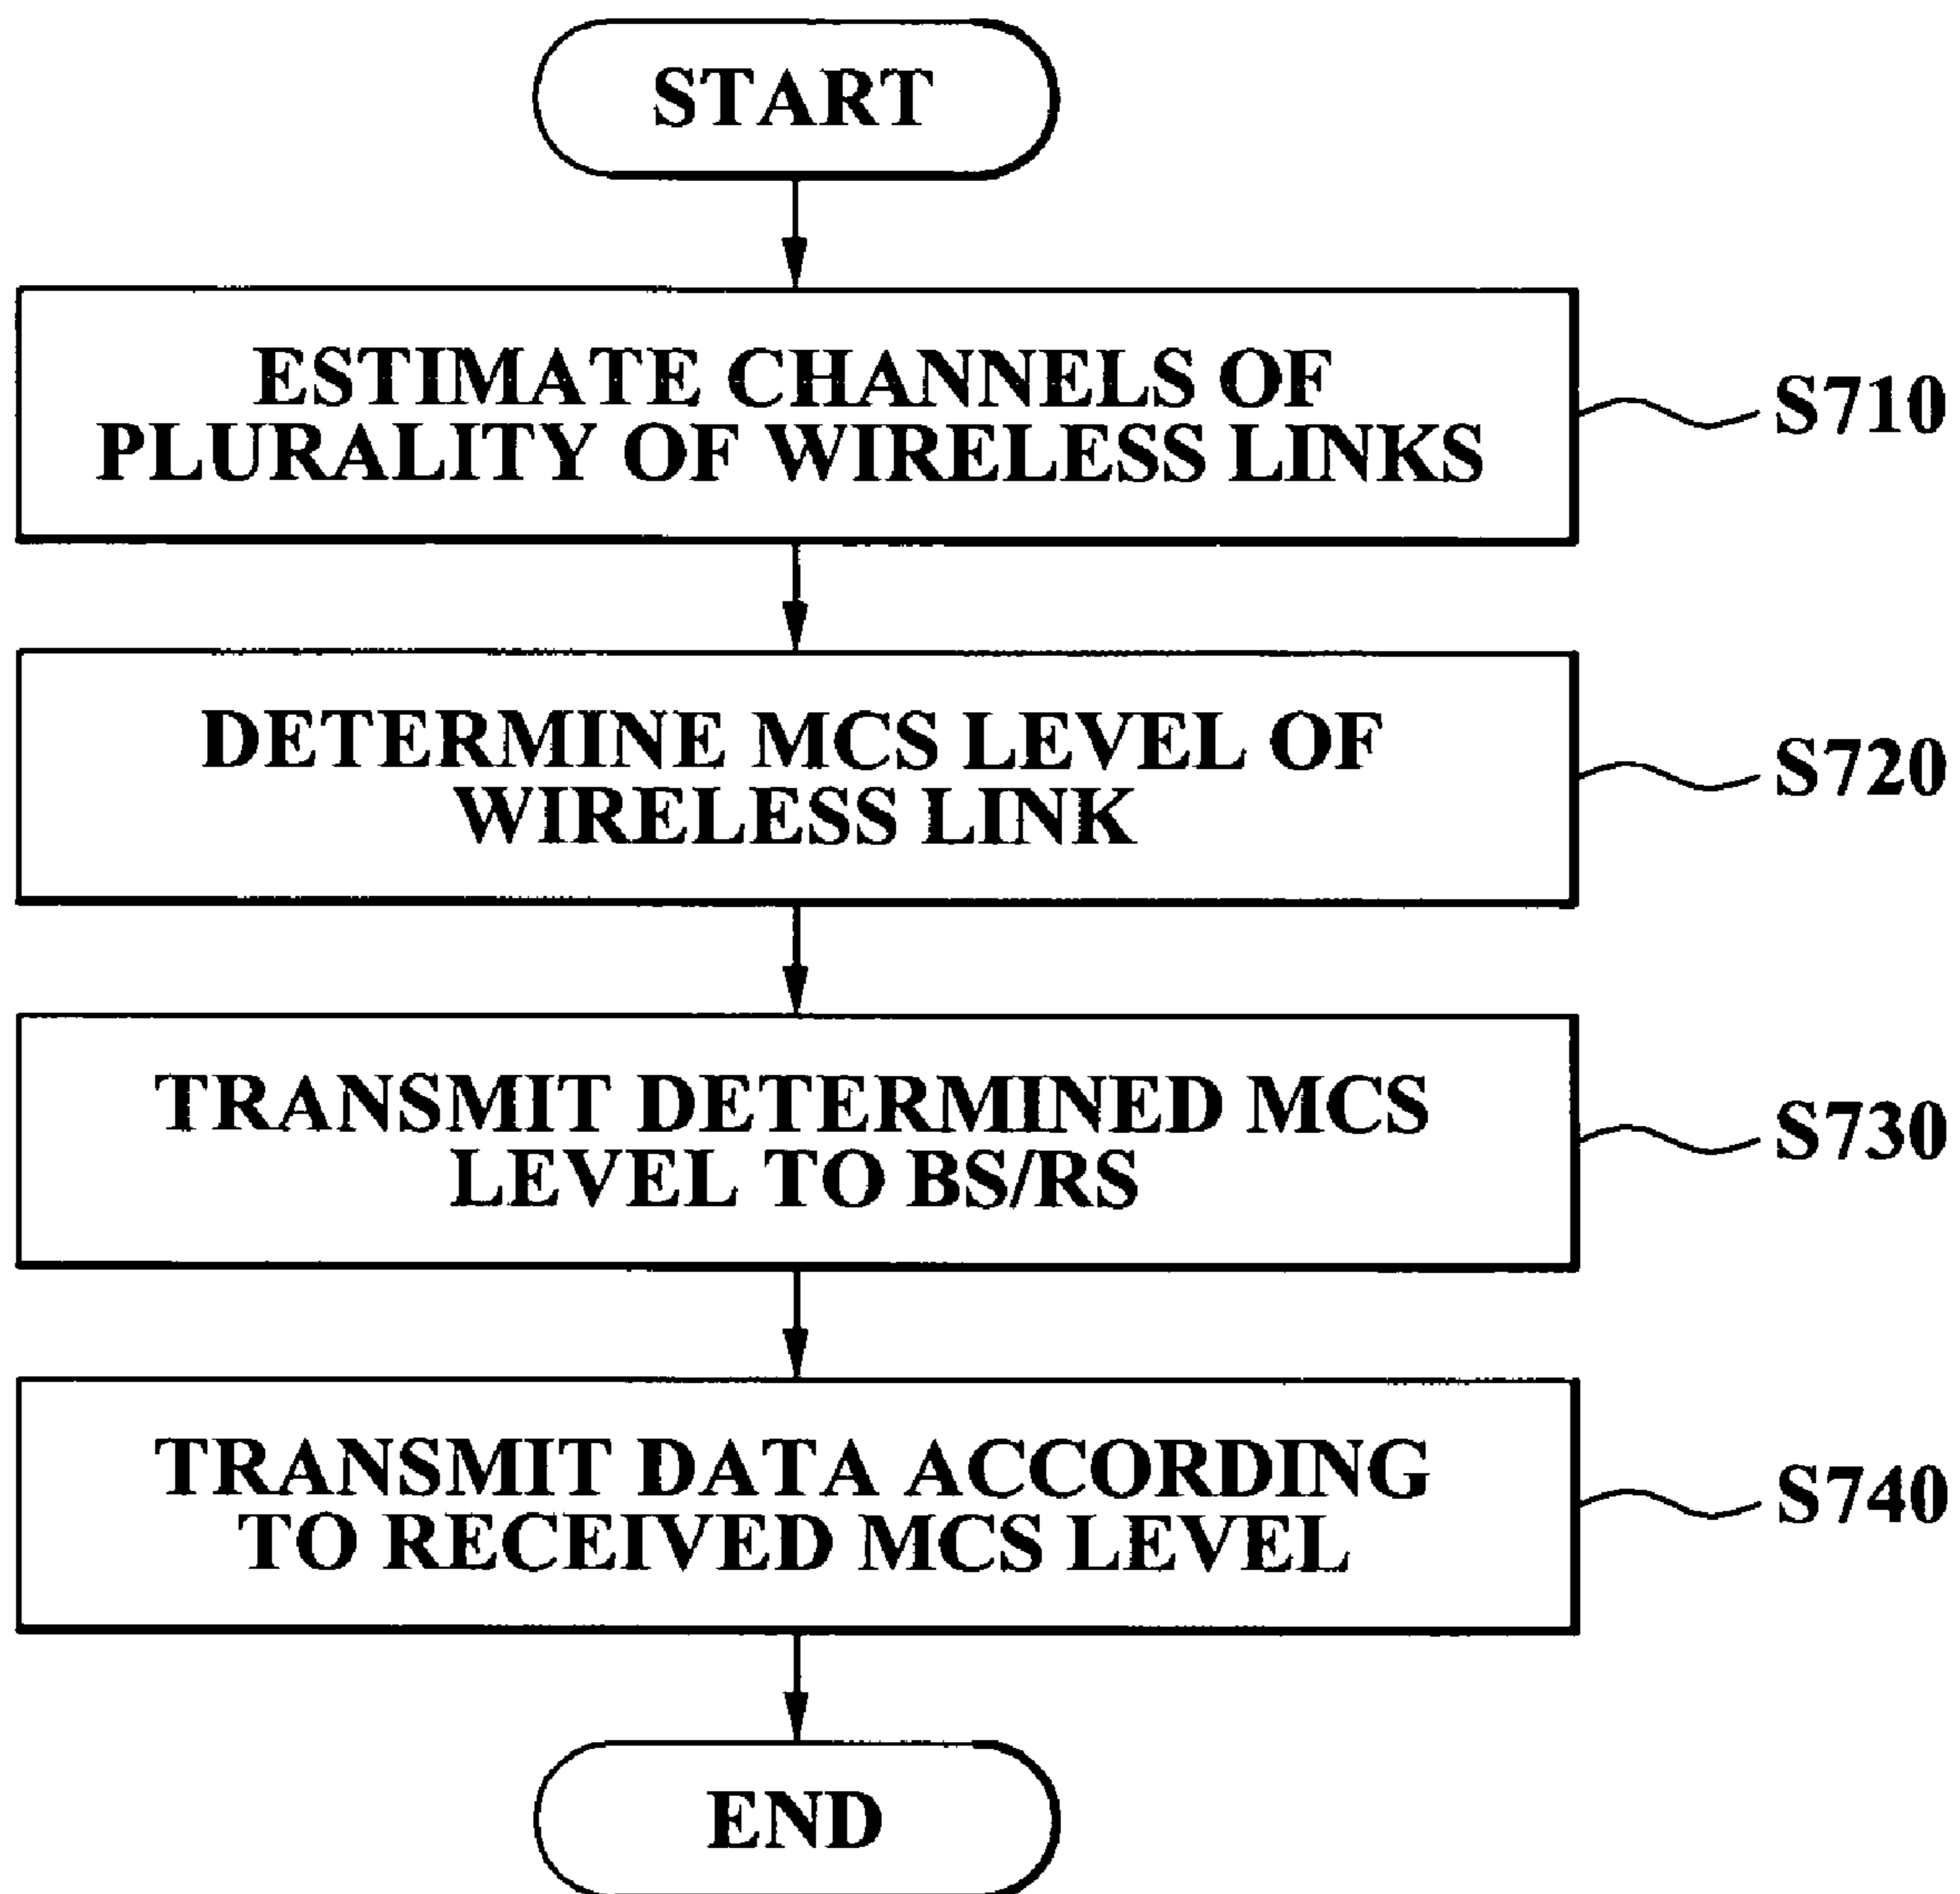 START
ESTIMATE CHANNELS OF
PLURALITY OF WIRELESS LINKS
S710
DETERMINE MCS LEVEL OF
WIRELESS LINK
S720
TRANSMIT DETERMINED MCS
LEVEL TO BS/RS
S730
TRANSMIT DATA ACCORDING
TO RECEIVED MCS LEVEL
S740
END